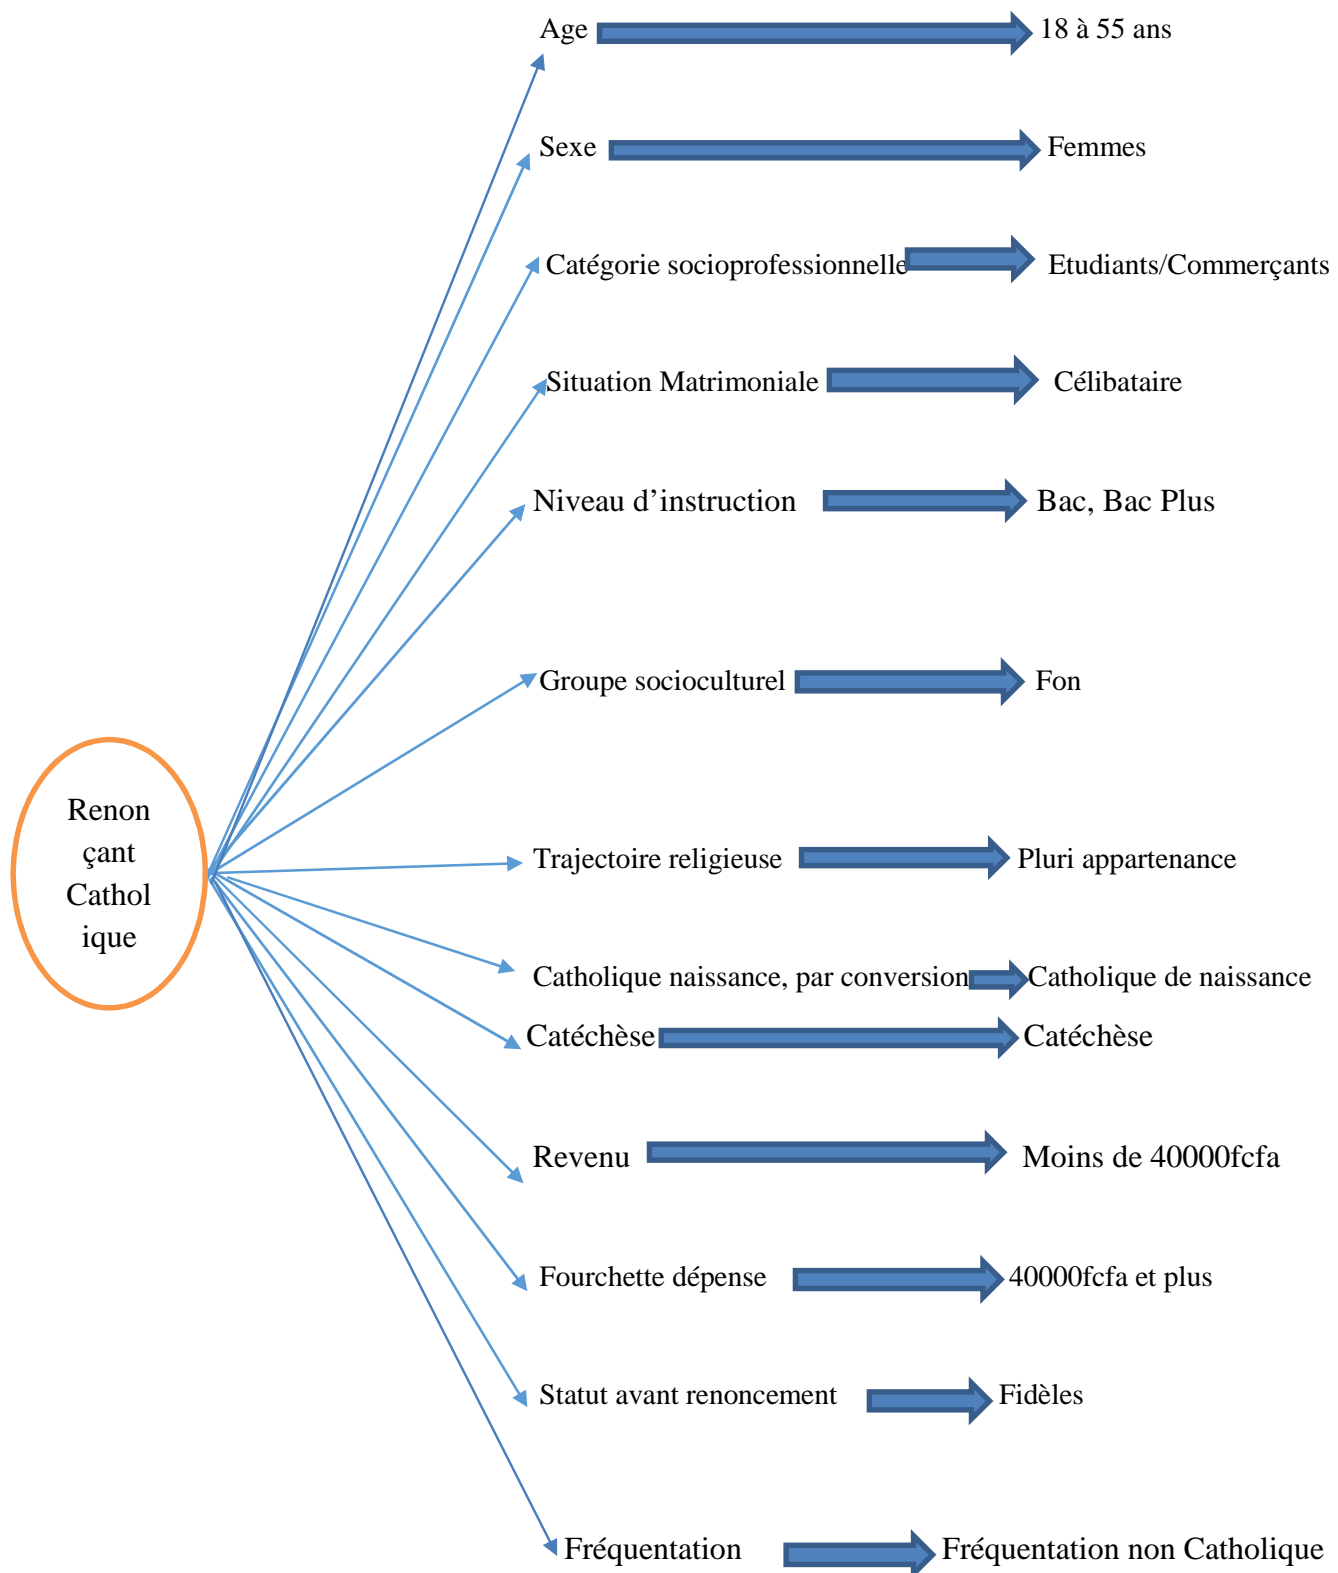 Age 18 à 55 ans
Sexe Femmes
Catégorie socioprofessionnelle Etudiants/Commerçants
Situation Matrimoniale Célibataire
Niveau d’instruction Bac, Bac Plus
Groupe socioculturel Fon
Renon
çant
Cathol
ique
Trajectoire religieuse Pluri appartenance
Catholique naissance, par conversion Catholique de naissance
Catéchèse Catéchèse
Revenu Moins de 40000fcfa
Fourchette dépense 40000fcfa et plus
Statut avant renoncement Fidèles
Fréquentation Fréquentation non Catholique